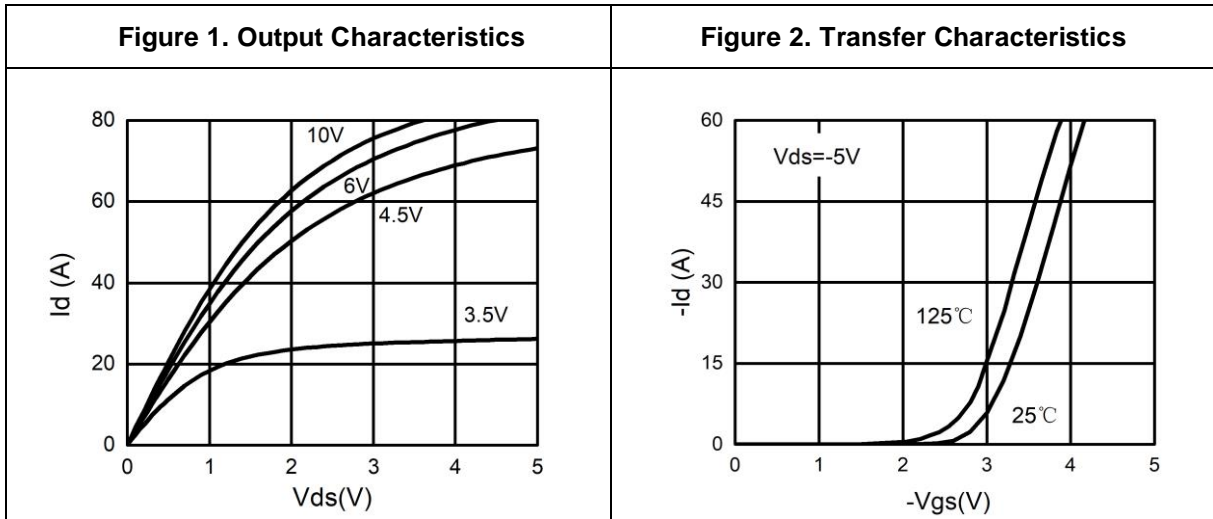 Figure 1. Output Characteristics
80
60
40
20
0
Id (A)
10V
6V
4.5V
3.5V
0 1 2 3 4 5
Vds(V)
Figure 2. Transfer Characteristics
60
45
30
15
0
-Id (A)
Vds=-5V
125℃
25℃
0 1 2 3 4 5
-Vgs(V)